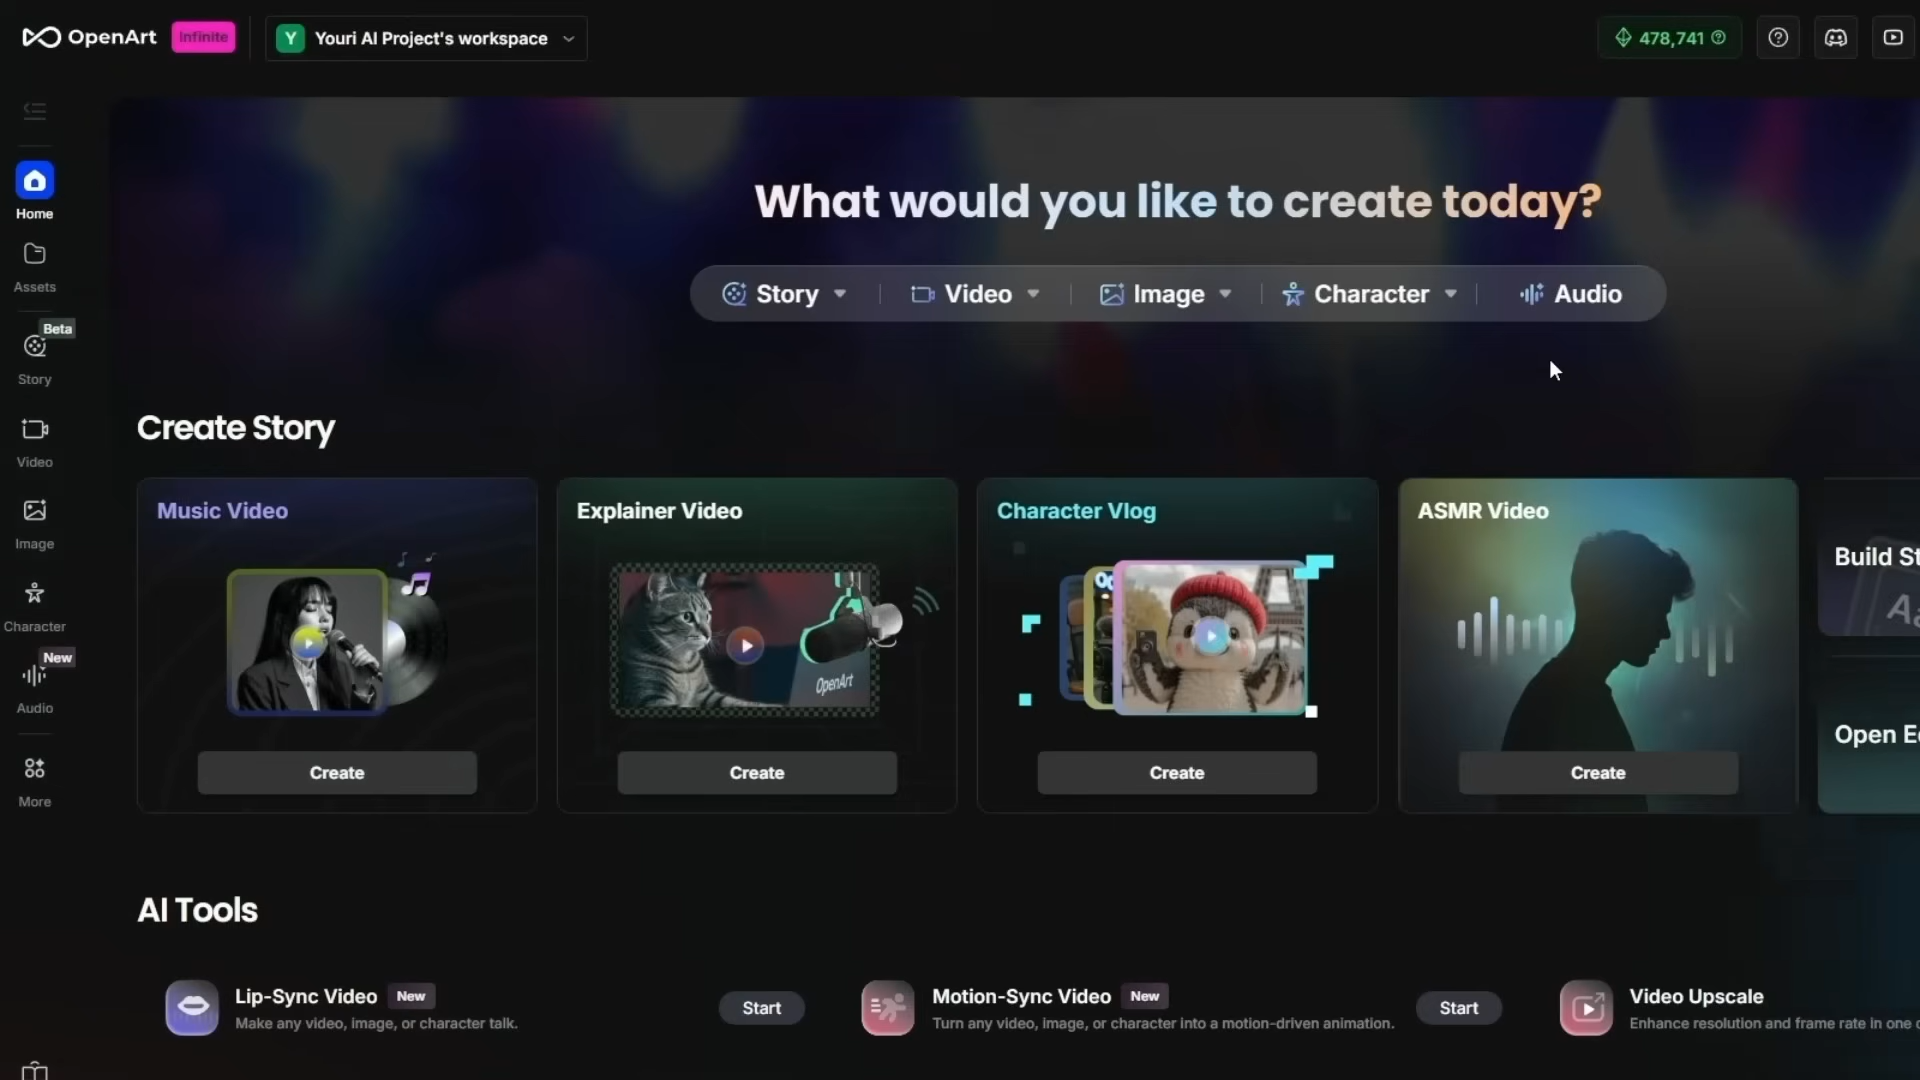 OpenArt
Infinite
Y
Youri AI Project's workspace
478,741
Home
Assets
Beta
Story
Video
Image
Character
New
Audio
More
What would you like to create today?
Story
Video
Image
Character
Audio
Create Story
Music Video
Create
Explainer Video
OpenArt
Create
Character Vlog
Create
ASMR Video
Create
Build St
Open E
AI Tools
Lip-Sync Video New
Make any video, image, or character talk.
Start
Motion-Sync Video New
Turn any video, image, or character into a motion-driven animation.
Start
Video Upscale
Enhance resolution and frame rate in one